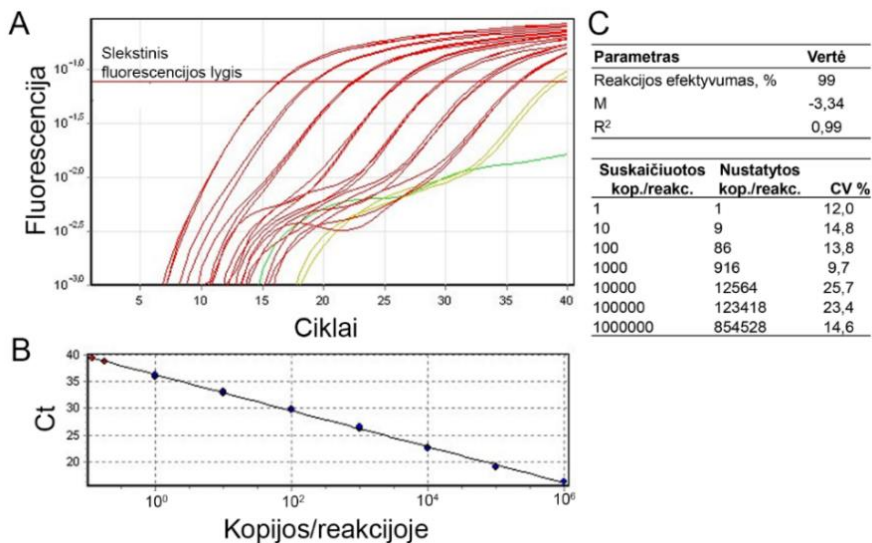 A
Slekstinis
fluorescencijos lygis
Fluorescencija
10^-1.0
10^-1.5
10^-2.0
10^-2.5
10^-3.0
5 10 15 20 25 30 35 40
Ciklai
B
Ct
40
35
30
25
20
10^0 10^2 10^4 10^6
Kopijos/reakcijoje
C
Parametras Vertė
Reakcijos efektyvumas, % 99
M -3,34
R² 0,99
Suskaičiuotos Nustatytos
kop./reakc. kop./reakc. CV %
1 1 12,0
10 9 14,8
100 86 13,8
1000 916 9,7
10000 12564 25,7
100000 123418 23,4
1000000 854528 14,6